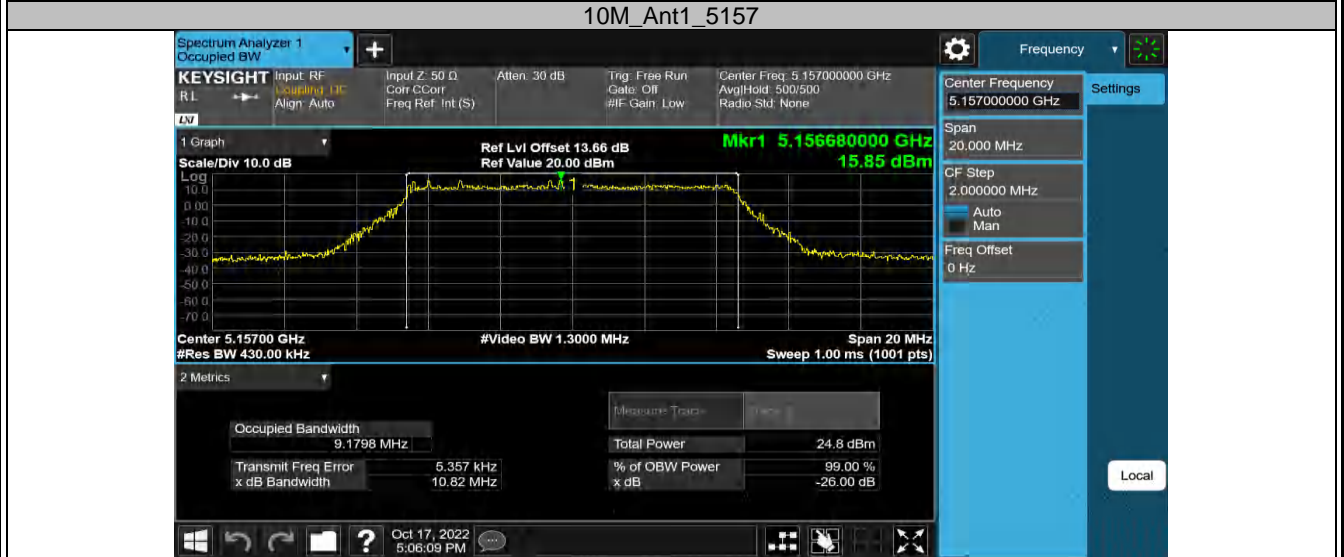 10M_Ant1_5157
Spectrum Analyzer 1
Occupied BW
Frequency
KEYSIGHT
RL
LXI
Input: RF
Coupling: DC
Align: Auto
Input Z: 50 Ω
Corr CCorr
Freq Ref: Int (S)
Atten: 30 dB
Trig: Free Run
Gate: Off
#IF Gain: Low
Center Freq: 5.157000000 GHz
Avg|Hold: 500/500
Radio Std: None
Center Frequency
5.157000000 GHz
Settings
Span
20.000 MHz
CF Step
2.000000 MHz
Auto
Man
Freq Offset
0 Hz
Local
1 Graph
Scale/Div 10.0 dB
Ref Lvl Offset 13.66 dB
Ref Value 20.00 dBm
Mkr1 5.156680000 GHz
15.85 dBm
Log
10.0
0.00
-10.0
-20.0
-30.0
-40.0
-50.0
-60.0
-70.0
1
Center 5.15700 GHz
#Res BW 430.00 kHz
#Video BW 1.3000 MHz
Span 20 MHz
Sweep 1.00 ms (1001 pts)
2 Metrics
Measure Trace
Occupied Bandwidth
9.1798 MHz
Total Power 24.8 dBm
Transmit Freq Error 5.357 kHz
% of OBW Power 99.00 %
x dB Bandwidth 10.82 MHz
x dB -26.00 dB
?
Oct 17, 2022
5:06:09 PM